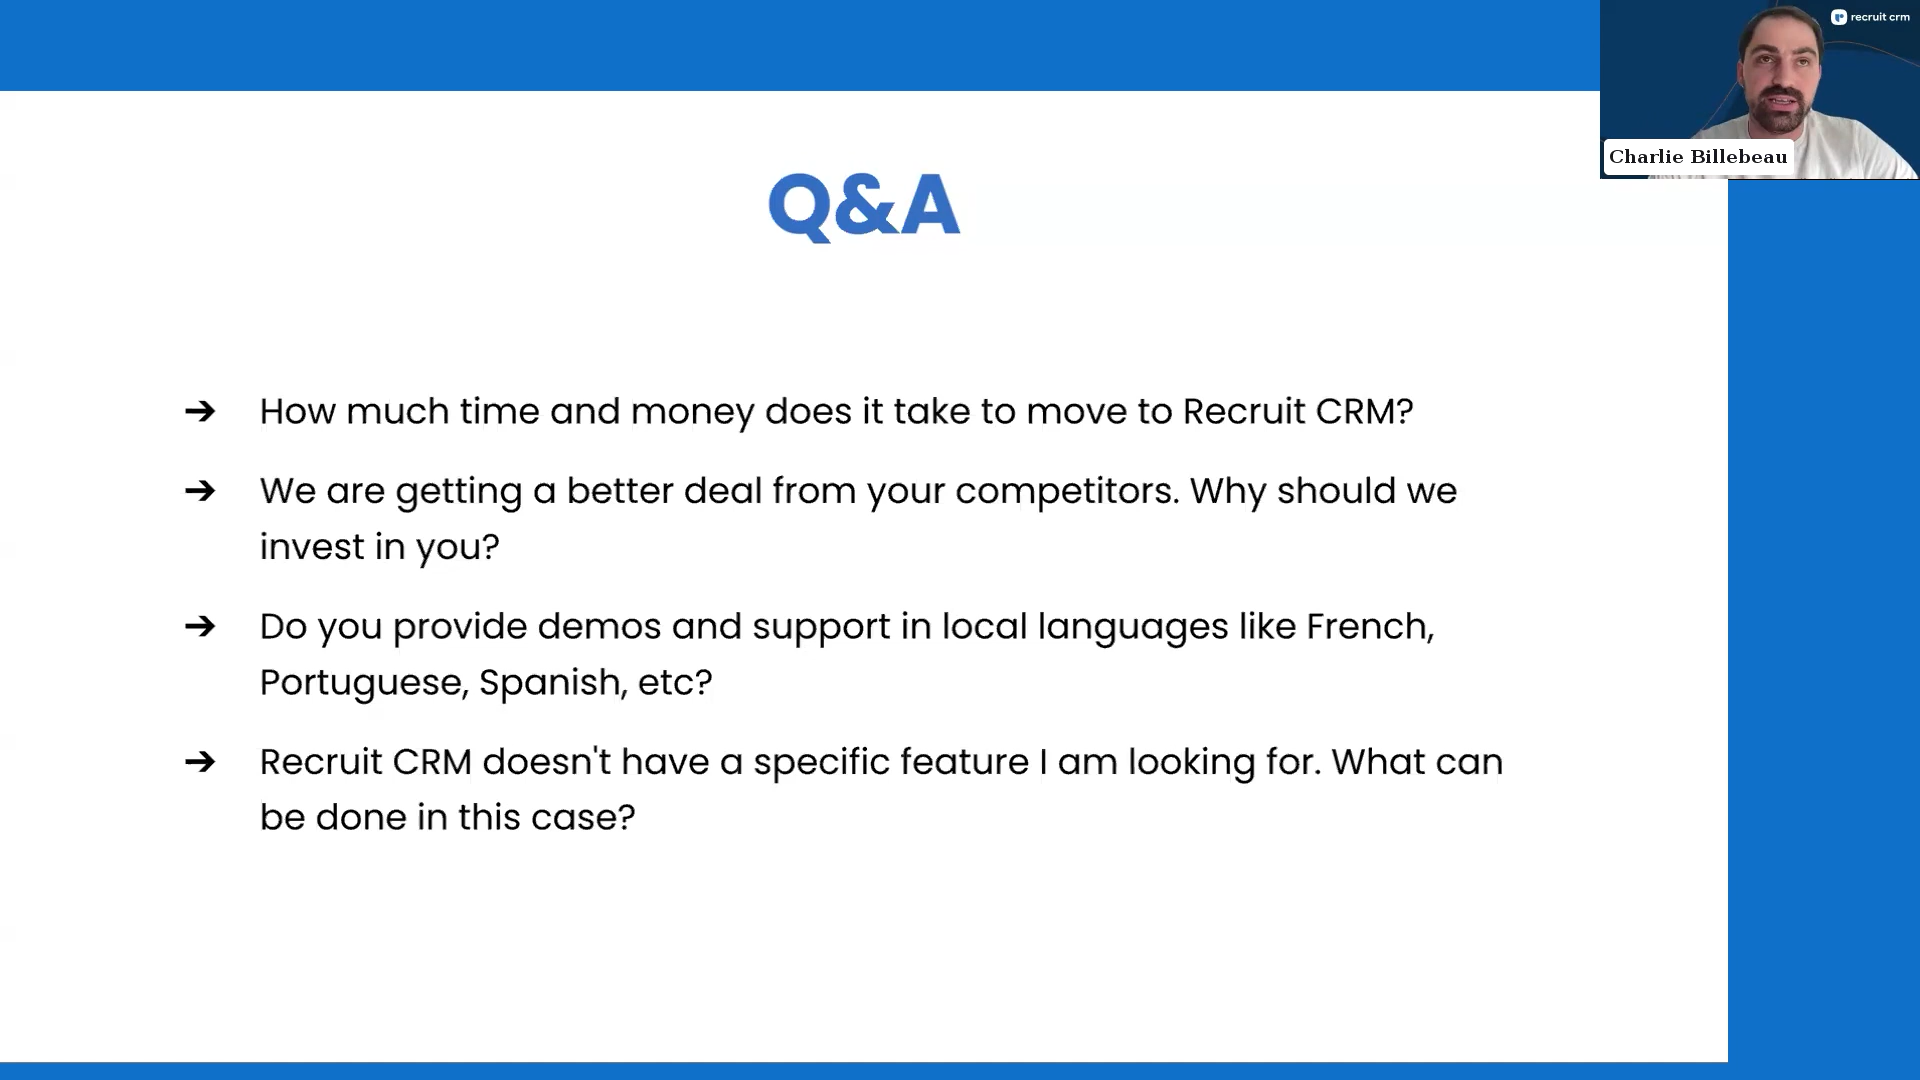 recruit crm
Charlie Billebeau
Q&A
➔ How much time and money does it take to move to Recruit CRM?
➔ We are getting a better deal from your competitors. Why should we
invest in you?
➔ Do you provide demos and support in local languages like French,
Portuguese, Spanish, etc?
➔ Recruit CRM doesn't have a specific feature I am looking for. What can
be done in this case?